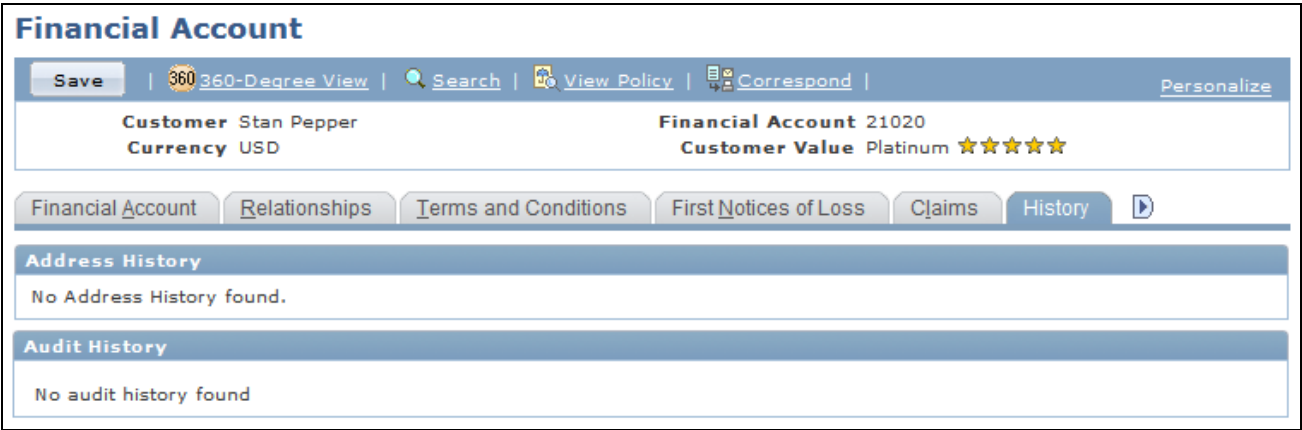 Financial Account
Save | 360 360-Degree View | Search | View Policy | Correspond | Personalize
Customer Stan Pepper Financial Account 21020
Currency USD Customer Value Platinum
Financial Account Relationships Terms and Conditions First Notices of Loss Claims History
Address History
No Address History found.
Audit History
No audit history found